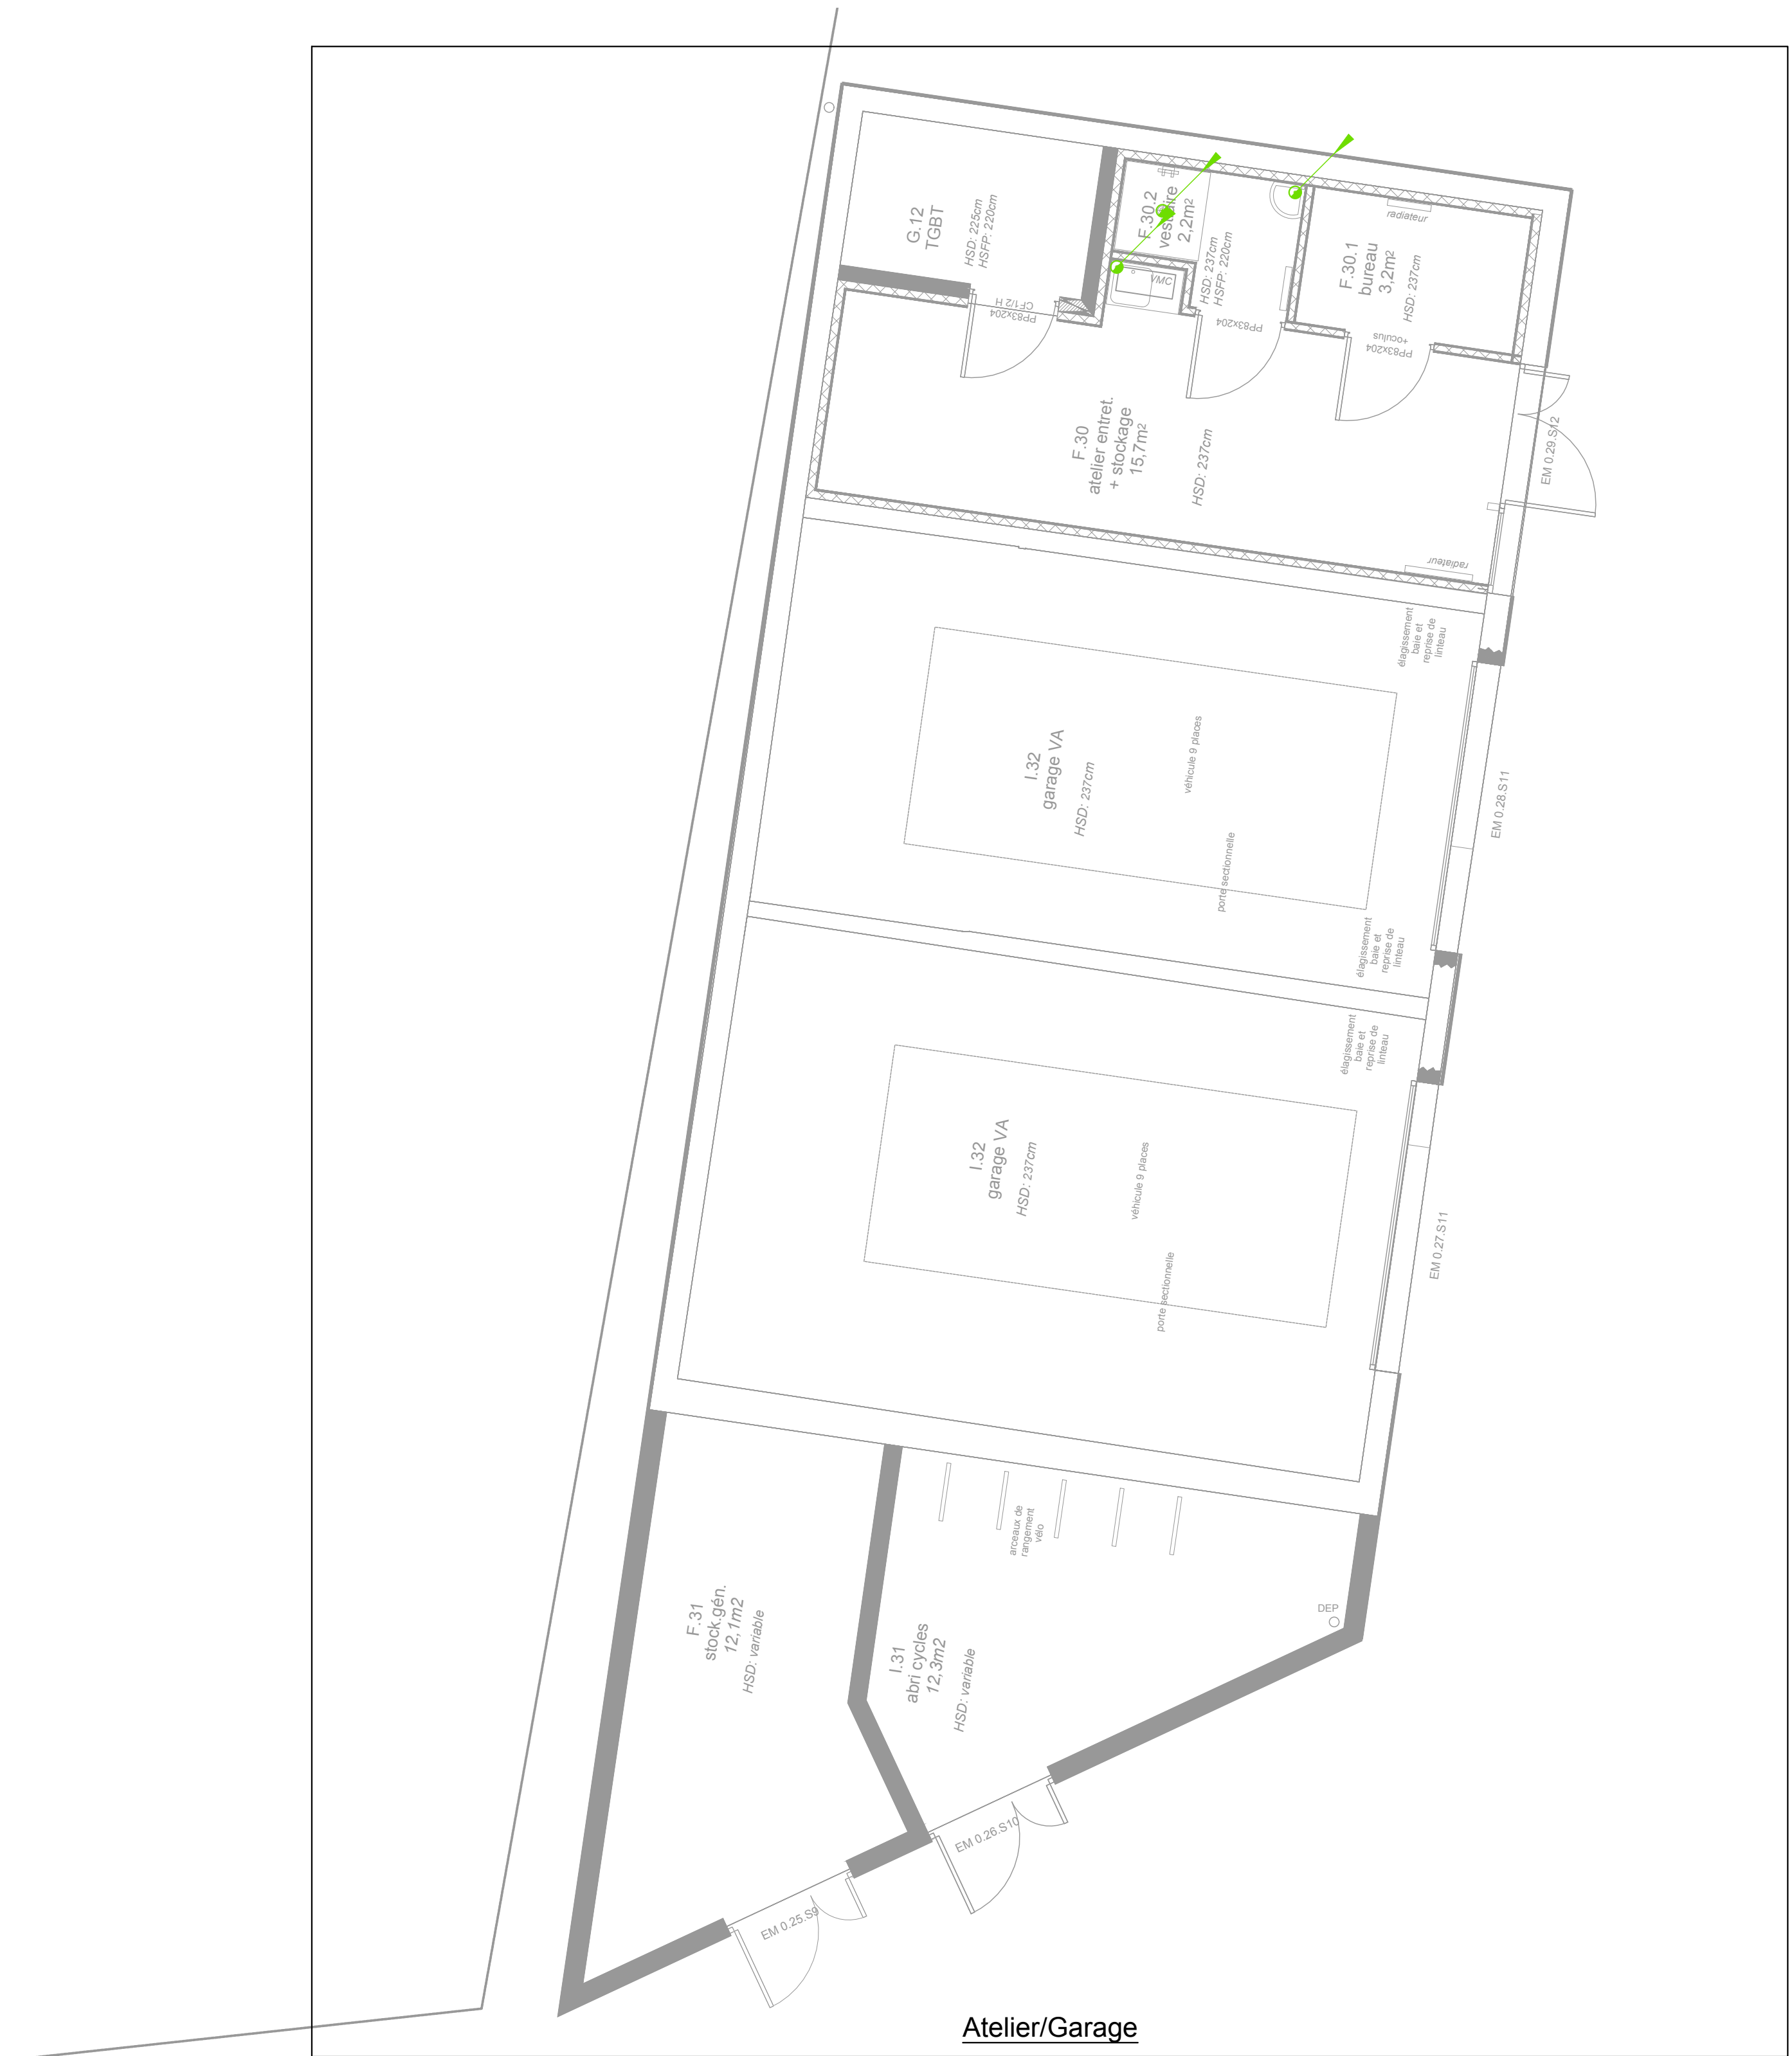 G.12
TGBT
HSD: 225cm
HSFP: 220cm
F.30.2
vestiaire
2,2m²
HSD: 237cm
HSFP: 220cm
VMC
radiateur
F.30.1
bureau
3,2m²
HSD: 237cm
PP83x204
CF1/2 H
PP83x204
PP83x204
+oculus
F.30
atelier entret.
+ stockage
15,7m²
HSD: 237cm
EM 0.29.S12
radiateur
élagissement
baie et
reprise de
linteau
I.32
garage VA
HSD: 237cm
véhicule 9 places
porte sectionnelle
EM 0.28.S11
élagissement
baie et
reprise de
linteau
élagissement
baie et
reprise de
linteau
I.32
garage VA
HSD: 237cm
véhicule 9 places
porte sectionnelle
EM 0.27.S11
arceaux de
rangement
vélo
F.31
stock.gén.
12,1m2
HSD: variable
I.31
abri cycles
12,3m2
HSD: variable
DEP
EM 0.26.S10
EM 0.25.S9
Atelier/Garage